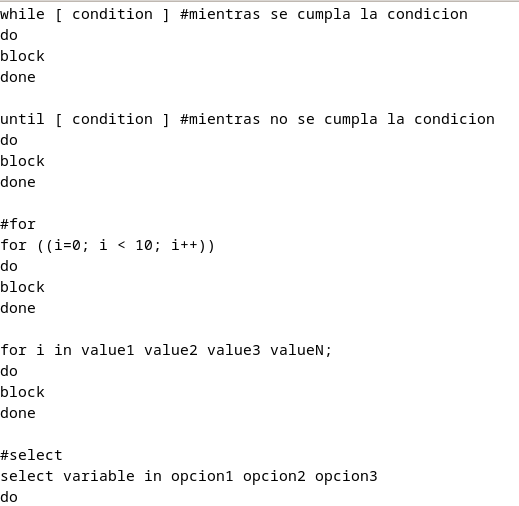 while [ condition ] #mientras se cumpla la condicion
do
block
done
until [ condition ] #mientras no se cumpla la condicion
do
block
done
#for
for ((i=0; i < 10; i++))
do
block
done
for i in value1 value2 value3 valueN;
do
block
done
#select
select variable in opcion1 opcion2 opcion3
do